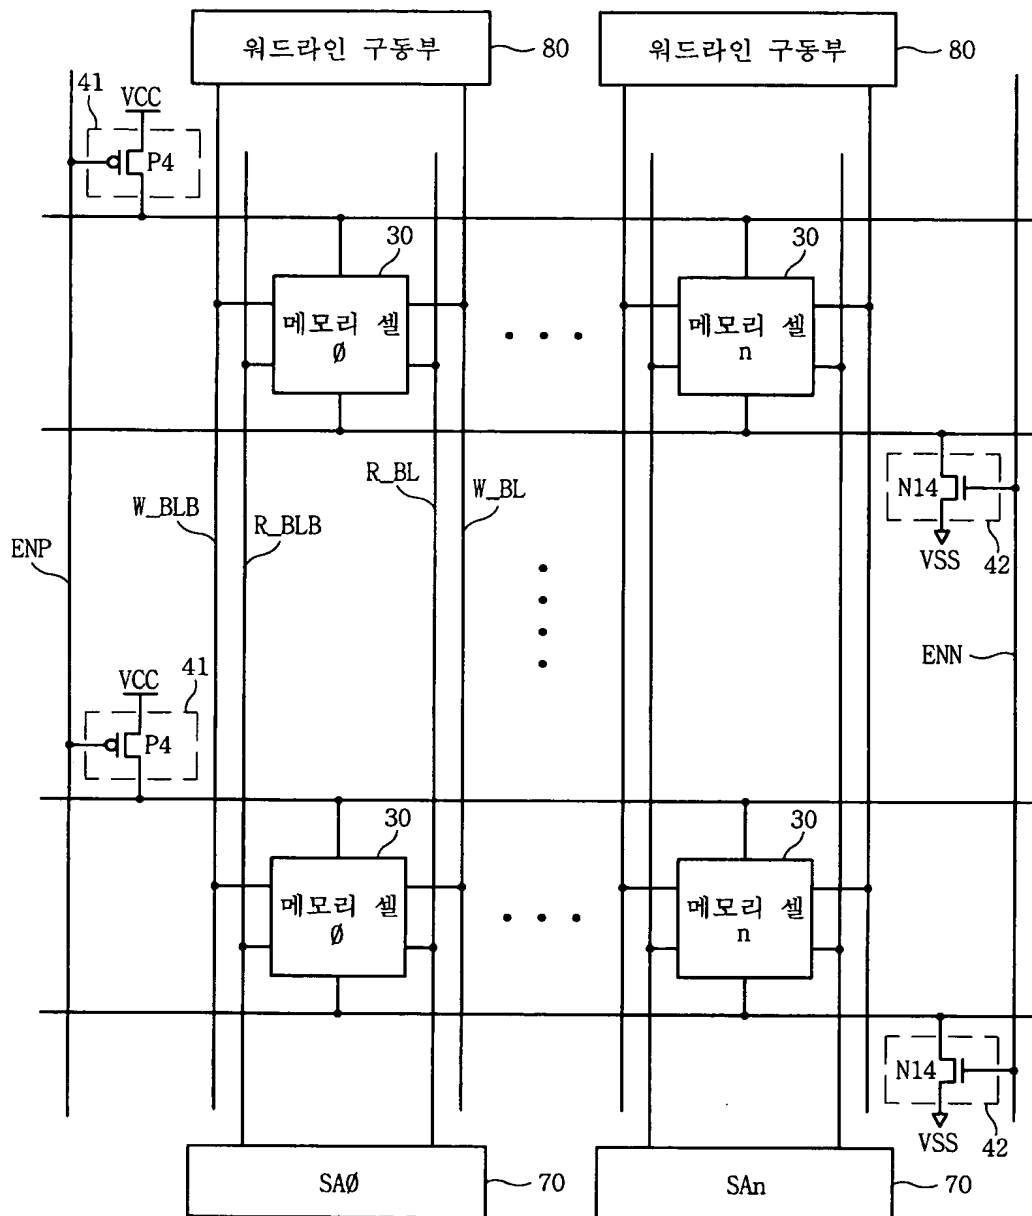 워드라인 구동부
80
워드라인 구동부
80
41
VCC
P4
30
메모리 셀
Ø
30
메모리 셀
n
R_BL
W_BLB
W_BL
R_BLB
ENP
N14
VSS
42
ENN
41
VCC
P4
30
메모리 셀
Ø
30
메모리 셀
n
N14
VSS
42
SAØ
70
SAn
70